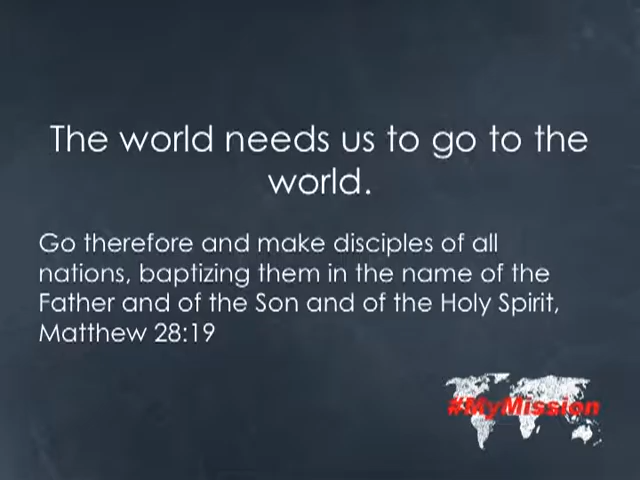 The world needs us to go to the
world.
Go therefore and make disciples of all
nations, baptizing them in the name of the
Father and of the Son and of the Holy Spirit,
Matthew 28:19
#MyMission